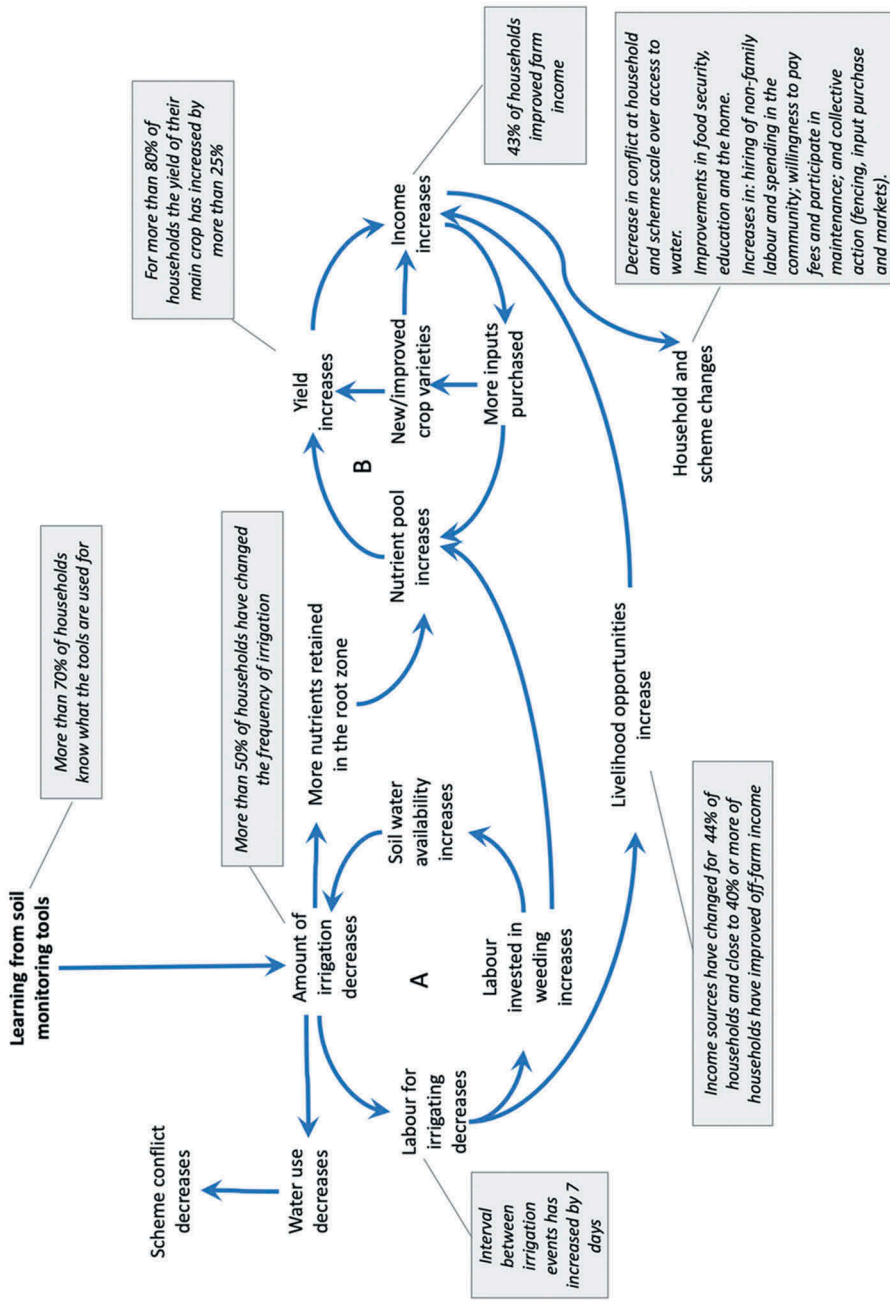 Learning from soil
monitoring tools
More than 70% of households
know what the tools are used for
Scheme conflict
decreases
Water use
decreases
Amount of
irrigation
decreases
More than 50% of households have changed
the frequency of irrigation
More nutrients retained
in the root zone
For more than 80% of
households the yield of their
main crop has increased by
more than 25%
Yield
increases
Labour for
irrigating
decreases
A
Soil water
availability
increases
Nutrient pool
increases
B
New/improved
crop varieties
Income
increases
43% of households
improved farm
income
Interval
between
irrigation
events has
increased by 7
days
Labour
invested in
weeding
increases
More inputs
purchased
Livelihood opportunities
increase
Household and
scheme changes
Income sources have changed for 44% of
households and close to 40% or more of
households have improved off-farm income
Decrease in conflict at household
and scheme scale over access to
water.
Improvements in food security,
education and the home.
Increases in: hiring of non-family
labour and spending in the
community; willingness to pay
fees and participate in
maintenance; and collective
action (fencing, input purchase
and markets).